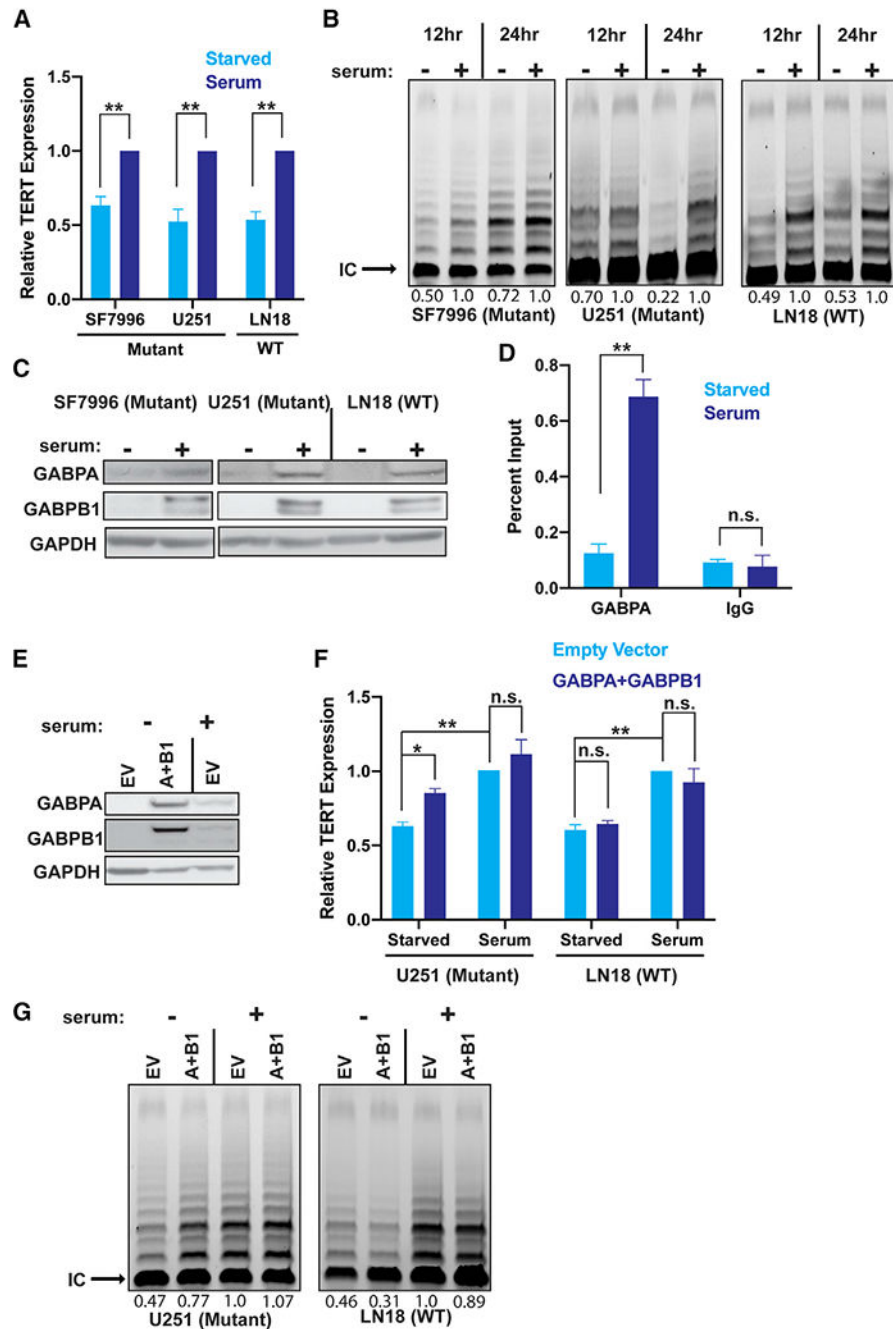 A
Starved
Serum
Relative TERT Expression
1.5
1.0
0.5
0.0
** ** **
SF7996 U251 LN18
Mutant WT
B
12hr 24hr 12hr 24hr 12hr 24hr
serum: - + - + - + - + - + - +
IC
0.50 1.0 0.72 1.0 0.70 1.0 0.22 1.0 0.49 1.0 0.53 1.0
SF7996 (Mutant) U251 (Mutant) LN18 (WT)
C
SF7996 (Mutant) U251 (Mutant) LN18 (WT)
serum: - + - + - +
GABPA
GABPB1
GAPDH
D
Starved
Serum
Percent Input
0.8
0.6
0.4
0.2
0.0
**
n.s.
GABPA IgG
E
serum: - +
EV A+B1 EV
GABPA
GABPB1
GAPDH
F
Empty Vector
GABPA+GABPB1
Relative TERT Expression
1.5
1.0
0.5
0.0
n.s. n.s.
** **
* n.s.
Starved Serum Starved Serum
U251 (Mutant) LN18 (WT)
G
serum: - + - +
EV A+B1 EV A+B1 EV A+B1 EV A+B1
IC
0.47 0.77 1.0 1.07 0.46 0.31 1.0 0.89
U251 (Mutant) LN18 (WT)